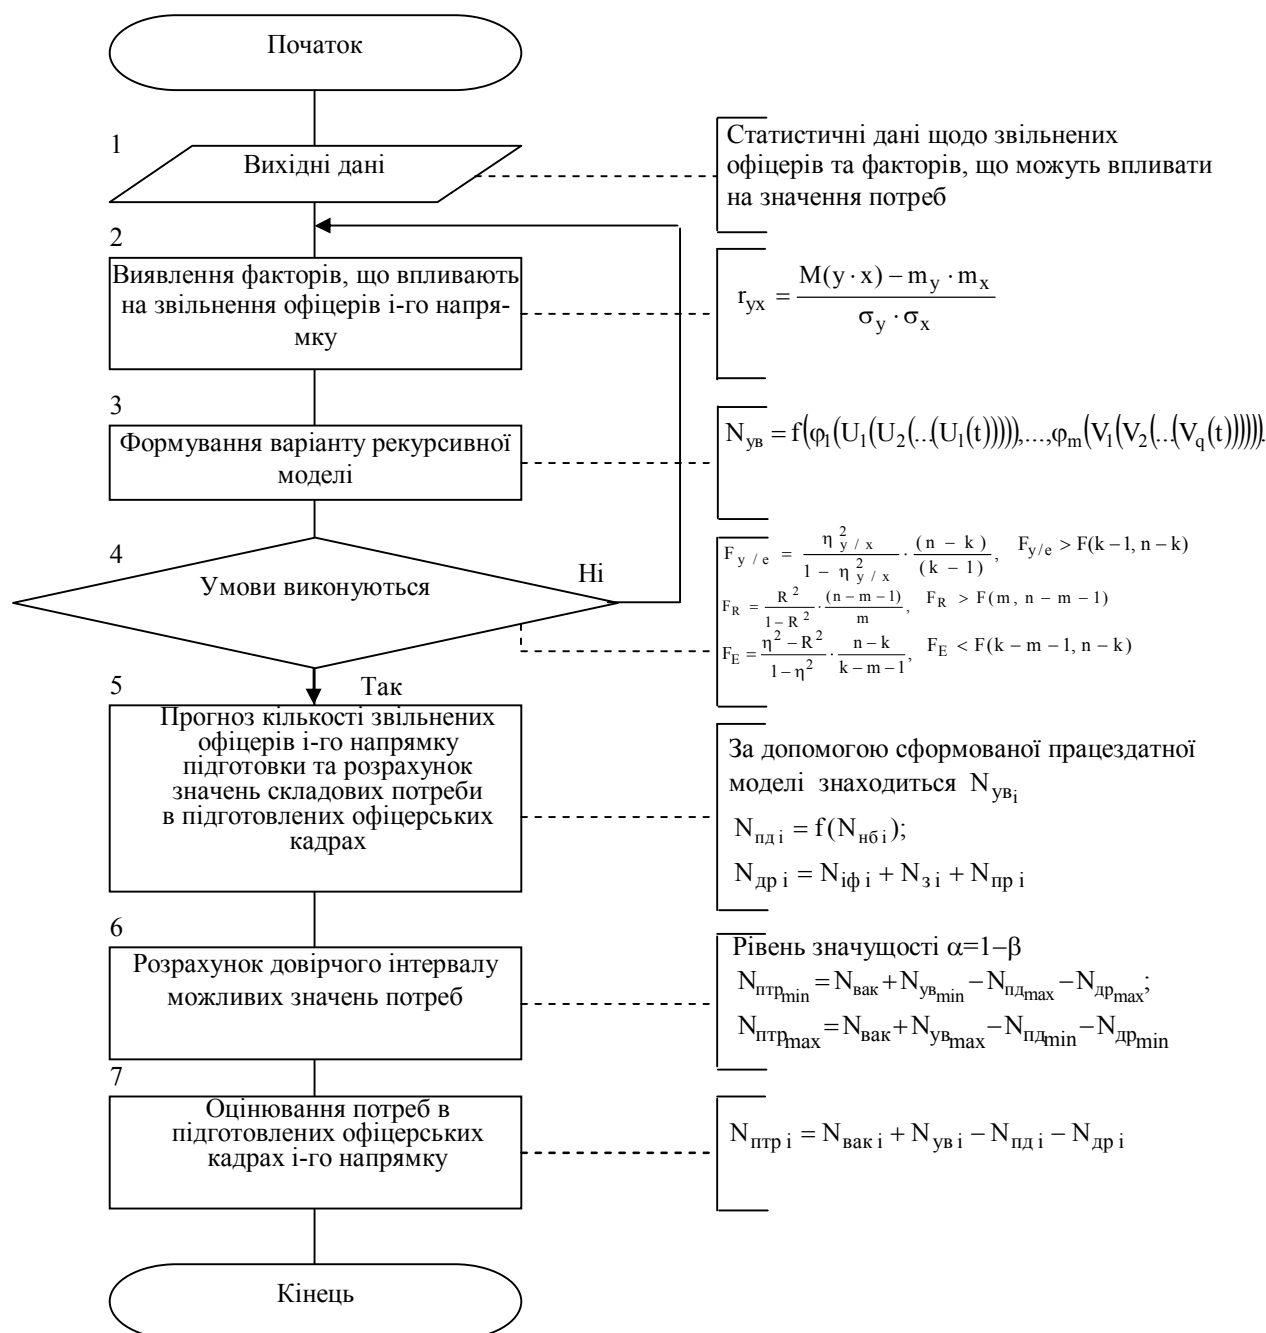 Початок
1
Вихідні дані
Статистичні дані щодо звільнених
офіцерів та факторів, що можуть впливати
на значення потреб
2
Виявлення факторів, що впливають
на звільнення офіцерів і-го напря-
мку
r_yx = (M(y · x) − m_y · m_x) / (σ_y · σ_x)
3
Формування варіанту рекурсивної
моделі
N_ув = f(φ_1(U_1(U_2(...(U_l(t))))),...,φ_m(V_1(V_2(...(V_q(t)))))).
4
Умови виконуються
Ні
F_y/e = η²_y/x / (1 − η²_y/x) · (n − k) / (k − 1), F_y/e > F(k−1, n−k)
F_R = R² / (1 − R²) · (n − m − 1) / m, F_R > F(m, n − m − 1)
F_E = (η² − R²) / (1 − η²) · (n − k) / (k − m − 1), F_E < F(k − m − 1, n − k)
Так
5
Прогноз кількості звільнених
офіцерів і-го напрямку
підготовки та розрахунок
значень складових потреби
в підготовлених офіцерських
кадрах
За допомогою сформованої працездатної
моделі знаходиться N_ув_i
N_пд i = f(N_нб i);
N_др i = N_іф i + N_з i + N_пр i
6
Розрахунок довірчого інтервалу
можливих значень потреб
Рівень значущості α=1−β
N_птр_min = N_вак + N_ув_min − N_пд_max − N_др_max;
N_птр_max = N_вак + N_ув_max − N_пд_min − N_др_min
7
Оцінювання потреб в
підготовлених офіцерських
кадрах і-го напрямку
N_птр i = N_вак i + N_ув i − N_пд i − N_др i
Кінець